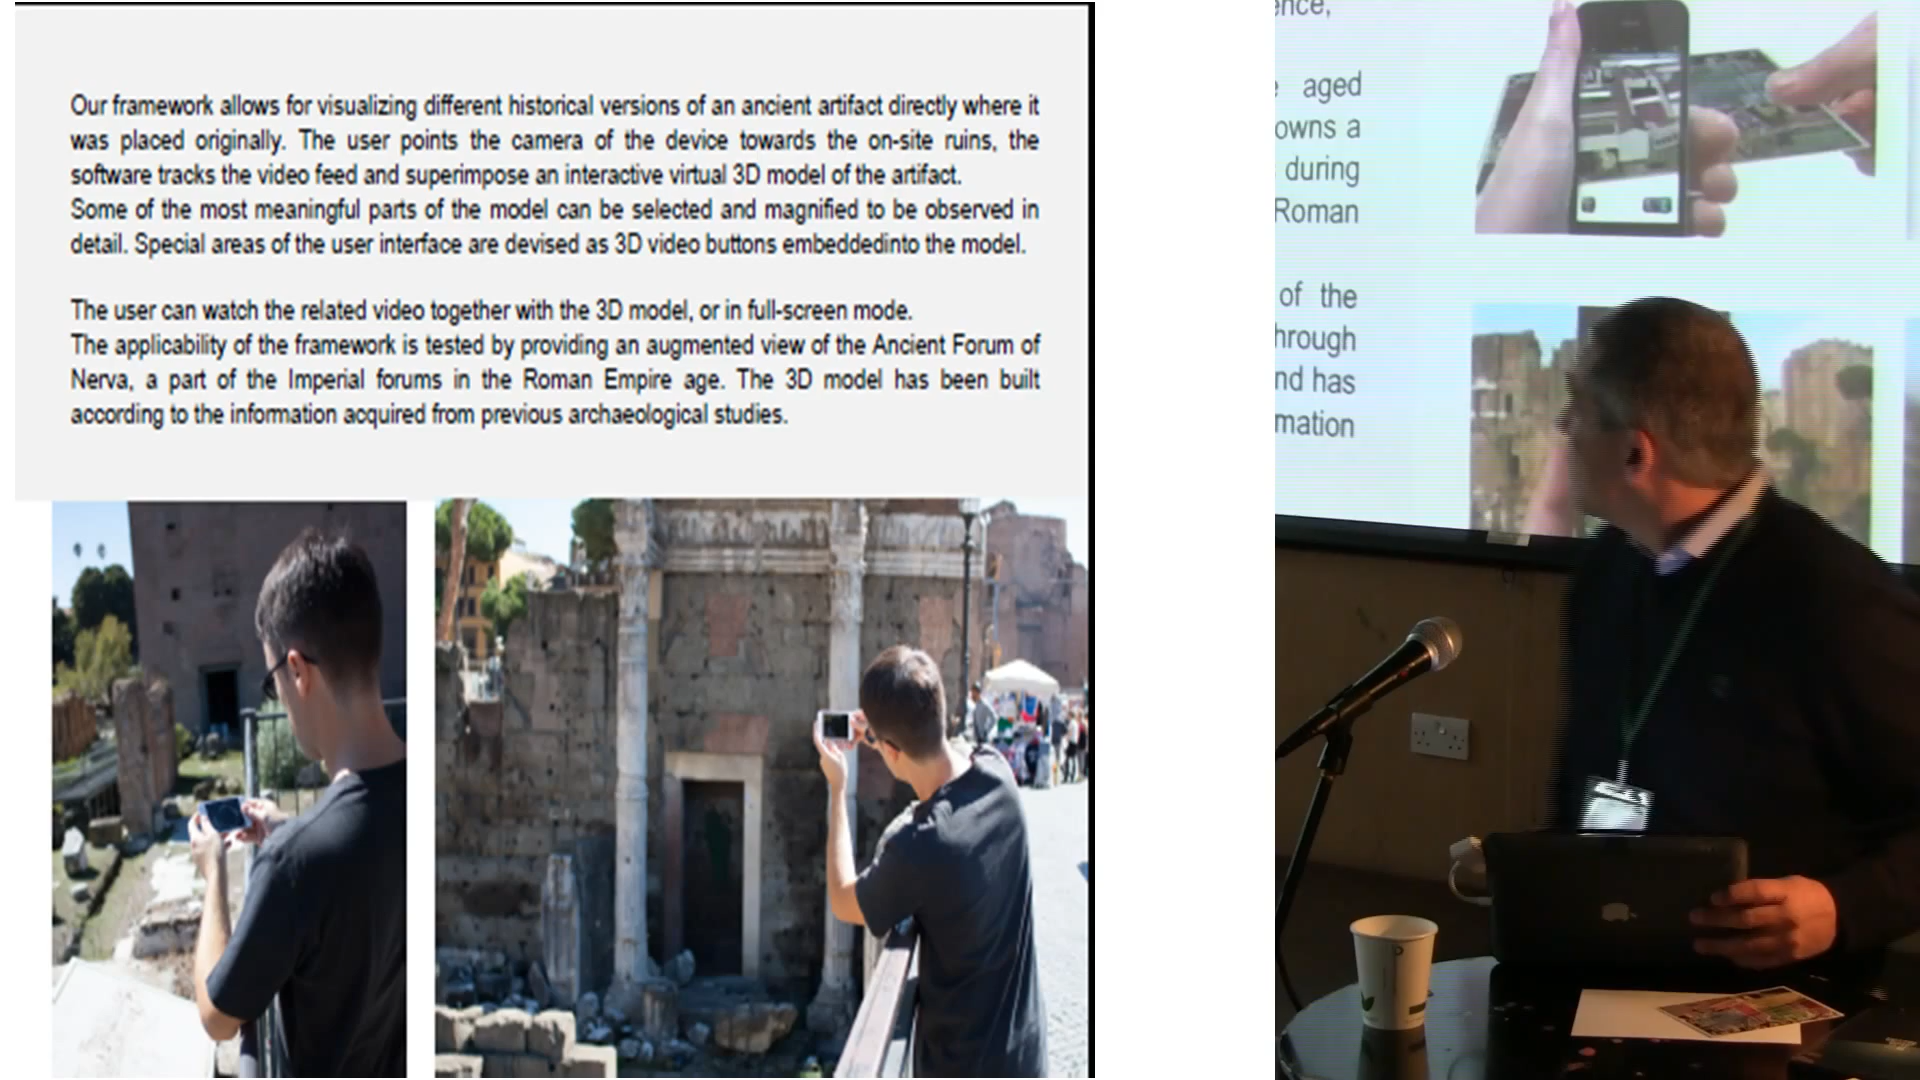 Our framework allows for visualizing different historical versions of an ancient artifact directly where it
was placed originally. The user points the camera of the device towards the on-site ruins, the
software tracks the video feed and superimpose an interactive virtual 3D model of the artifact.
Some of the most meaningful parts of the model can be selected and magnified to be observed in
detail. Special areas of the user interface are devised as 3D video buttons embeddedinto the model.
The user can watch the related video together with the 3D model, or in full-screen mode.
The applicability of the framework is tested by providing an augmented view of the Ancient Forum of
Nerva, a part of the Imperial forums in the Roman Empire age. The 3D model has been built
according to the information acquired from previous archaeological studies.
ence,
e aged
owns a
during
Roman
of the
hrough
nd has
mation